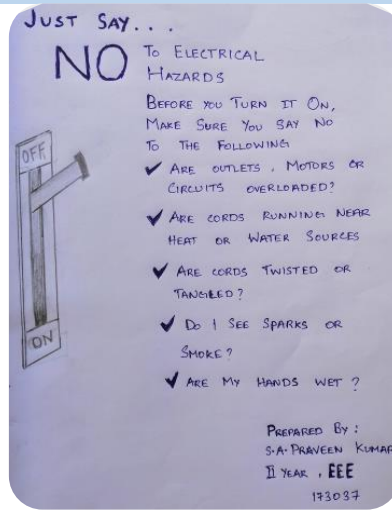 JUST SAY...
NO TO ELECTRICAL
HAZARDS
BEFORE YOU TURN IT ON,
MAKE SURE YOU SAY NO
TO THE FOLLOWING
✓ ARE OUTLETS, MOTORS OR
CIRCUITS OVERLOADED?
✓ ARE CORDS RUNNING NEAR
HEAT OR WATER SOURCES
✓ ARE CORDS TWISTED OR
TANGLED?
✓ DO I SEE SPARKS OR
SMOKE?
✓ ARE MY HANDS WET?
OFF
ON
PREPARED BY:
S.A. PRAVEEN KUMAR
II YEAR, EEE
173037